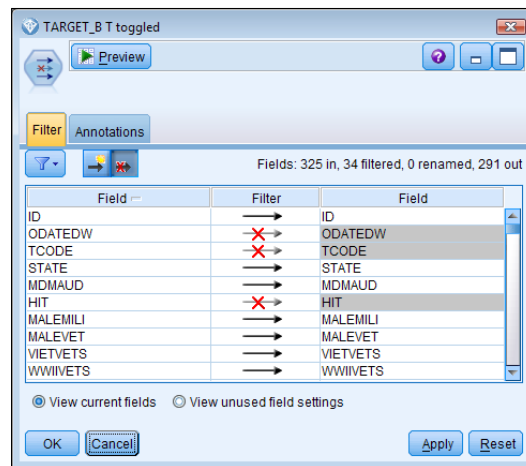 TARGET_B T toggled
Preview
Filter Annotations
Fields: 325 in, 34 filtered, 0 renamed, 291 out
Field Filter Field
ID ID
ODATEDW ODATEDW
TCODE TCODE
STATE STATE
MDMAUD MDMAUD
HIT HIT
MALEMILI MALEMILI
MALEVET MALEVET
VIETVETS VIETVETS
WWIIVETS WWIIVETS
View current fields View unused field settings
OK Cancel Apply Reset